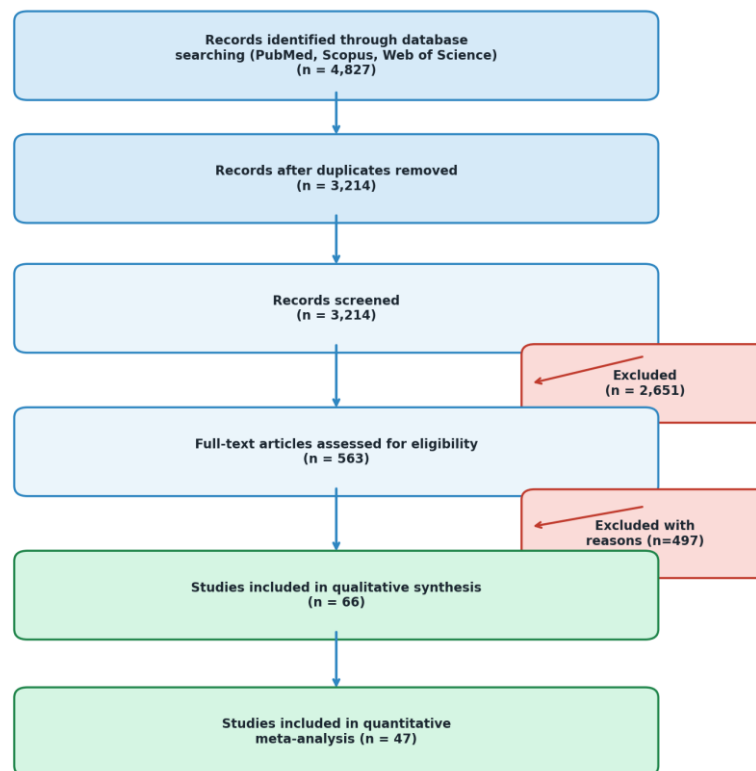 Records identified through database
searching (PubMed, Scopus, Web of Science)
(n = 4,827)
Records after duplicates removed
(n = 3,214)
Records screened
(n = 3,214)
Excluded
(n = 2,651)
Full-text articles assessed for eligibility
(n = 563)
Excluded with
reasons (n=497)
Studies included in qualitative synthesis
(n = 66)
Studies included in quantitative
meta-analysis (n = 47)